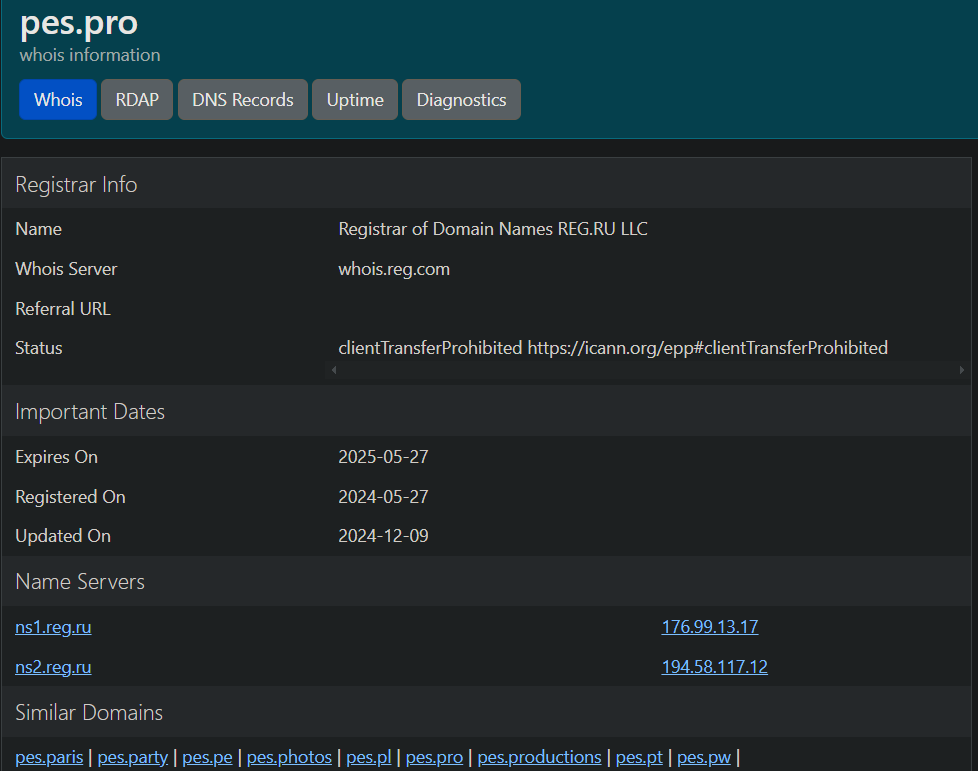 pes.pro
whois information
Whois RDAP DNS Records Uptime Diagnostics
Registrar Info
Name Registrar of Domain Names REG.RU LLC
Whois Server whois.reg.com
Referral URL
Status clientTransferProhibited https://icann.org/epp#clientTransferProhibited
Important Dates
Expires On 2025-05-27
Registered On 2024-05-27
Updated On 2024-12-09
Name Servers
ns1.reg.ru 176.99.13.17
ns2.reg.ru 194.58.117.12
Similar Domains
pes.paris | pes.party | pes.pe | pes.photos | pes.pl | pes.pro | pes.productions | pes.pt | pes.pw |